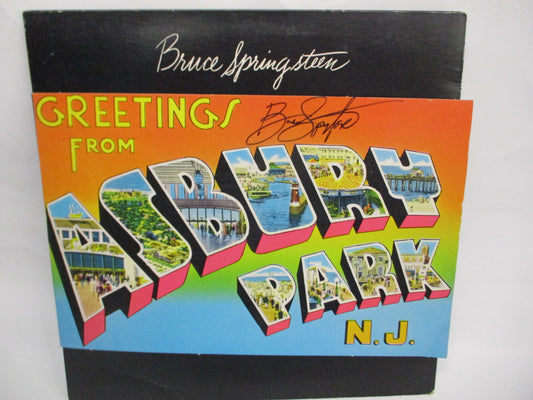 Bruce Springsteen
GREETINGS
FROM
ASBURY
PARK
N.J.